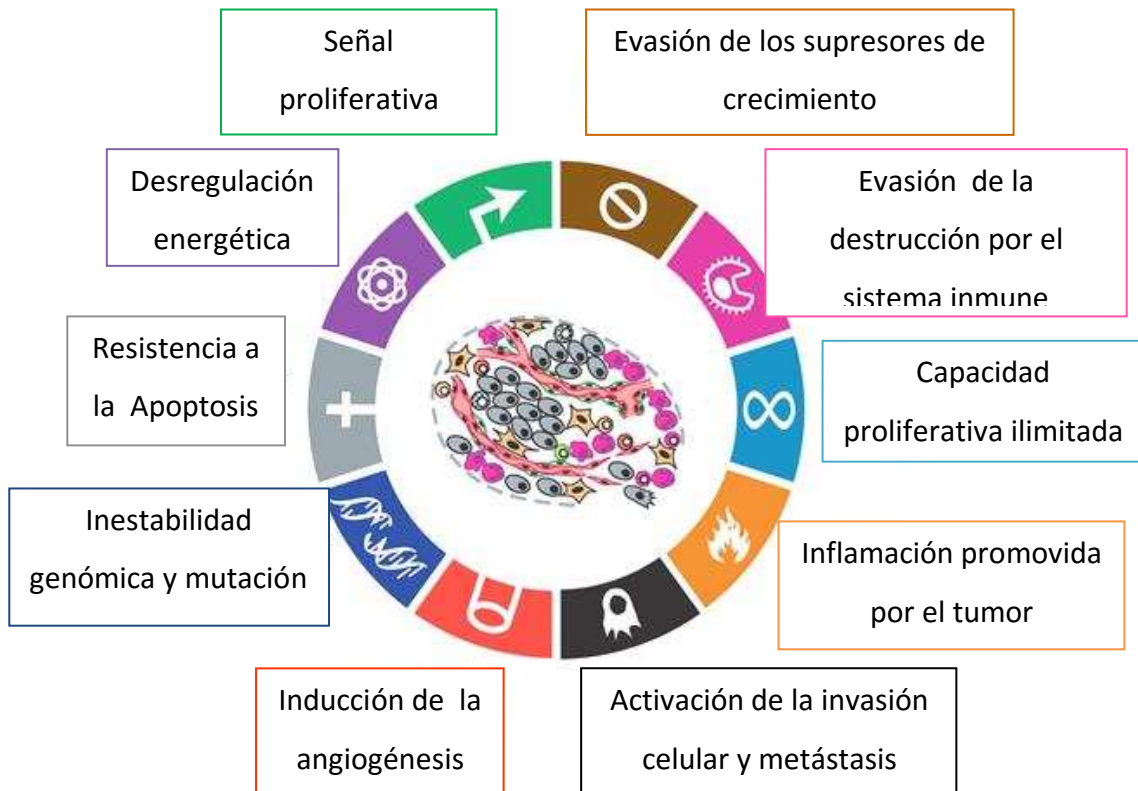 Señal
proliferativa
Evasión de los supresores de
crecimiento
Desregulación
energética
Evasión de la
destrucción por el
sistema inmune
Resistencia a
la Apoptosis
Capacidad
proliferativa ilimitada
Inestabilidad
genómica y mutación
Inflamación promovida
por el tumor
Inducción de la
angiogénesis
Activación de la invasión
celular y metástasis